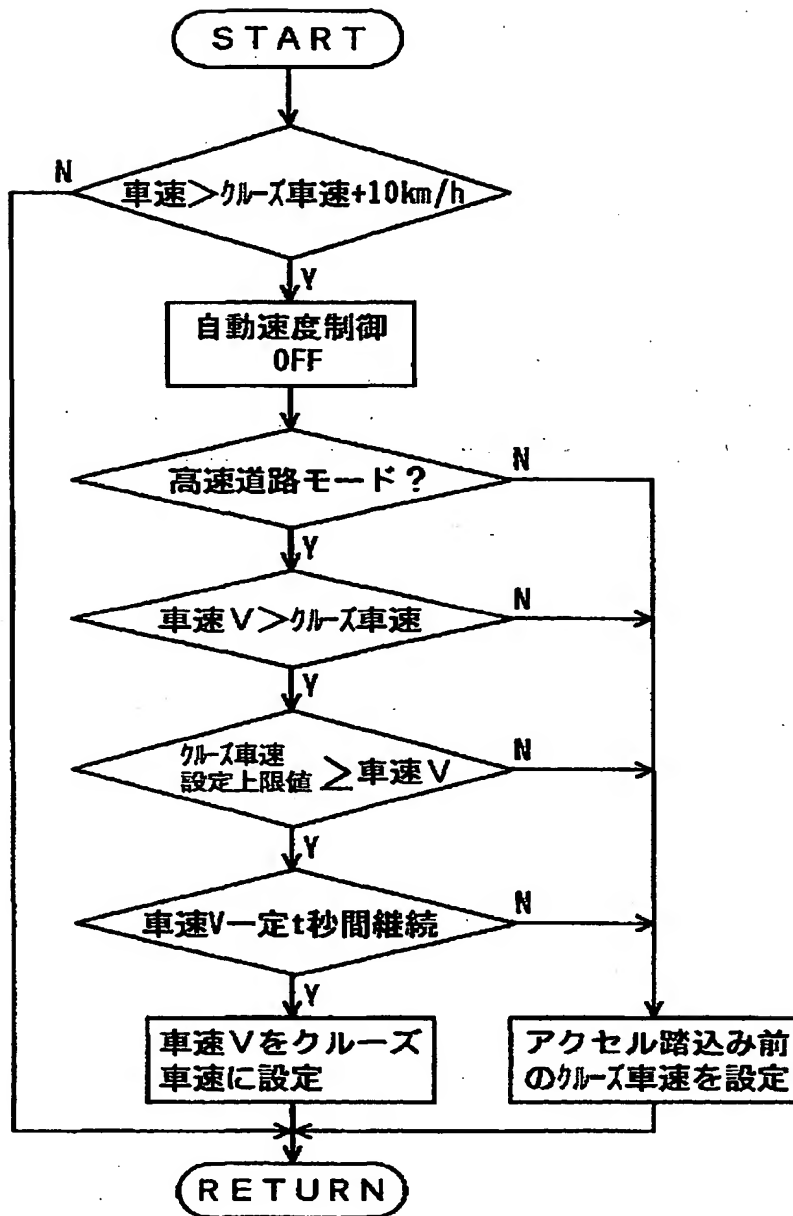 START
N
車速>クルーズ車速+10km/h
Y
自動速度制御
OFF
高速道路モード?
N
Y
車速V>クルーズ車速
N
Y
クルーズ車速
設定上限値 ≧ 車速V
N
Y
車速V一定t秒間継続
N
Y
車速Vをクルーズ
車速に設定
アクセル踏込み前
のクルーズ車速を設定
RETURN